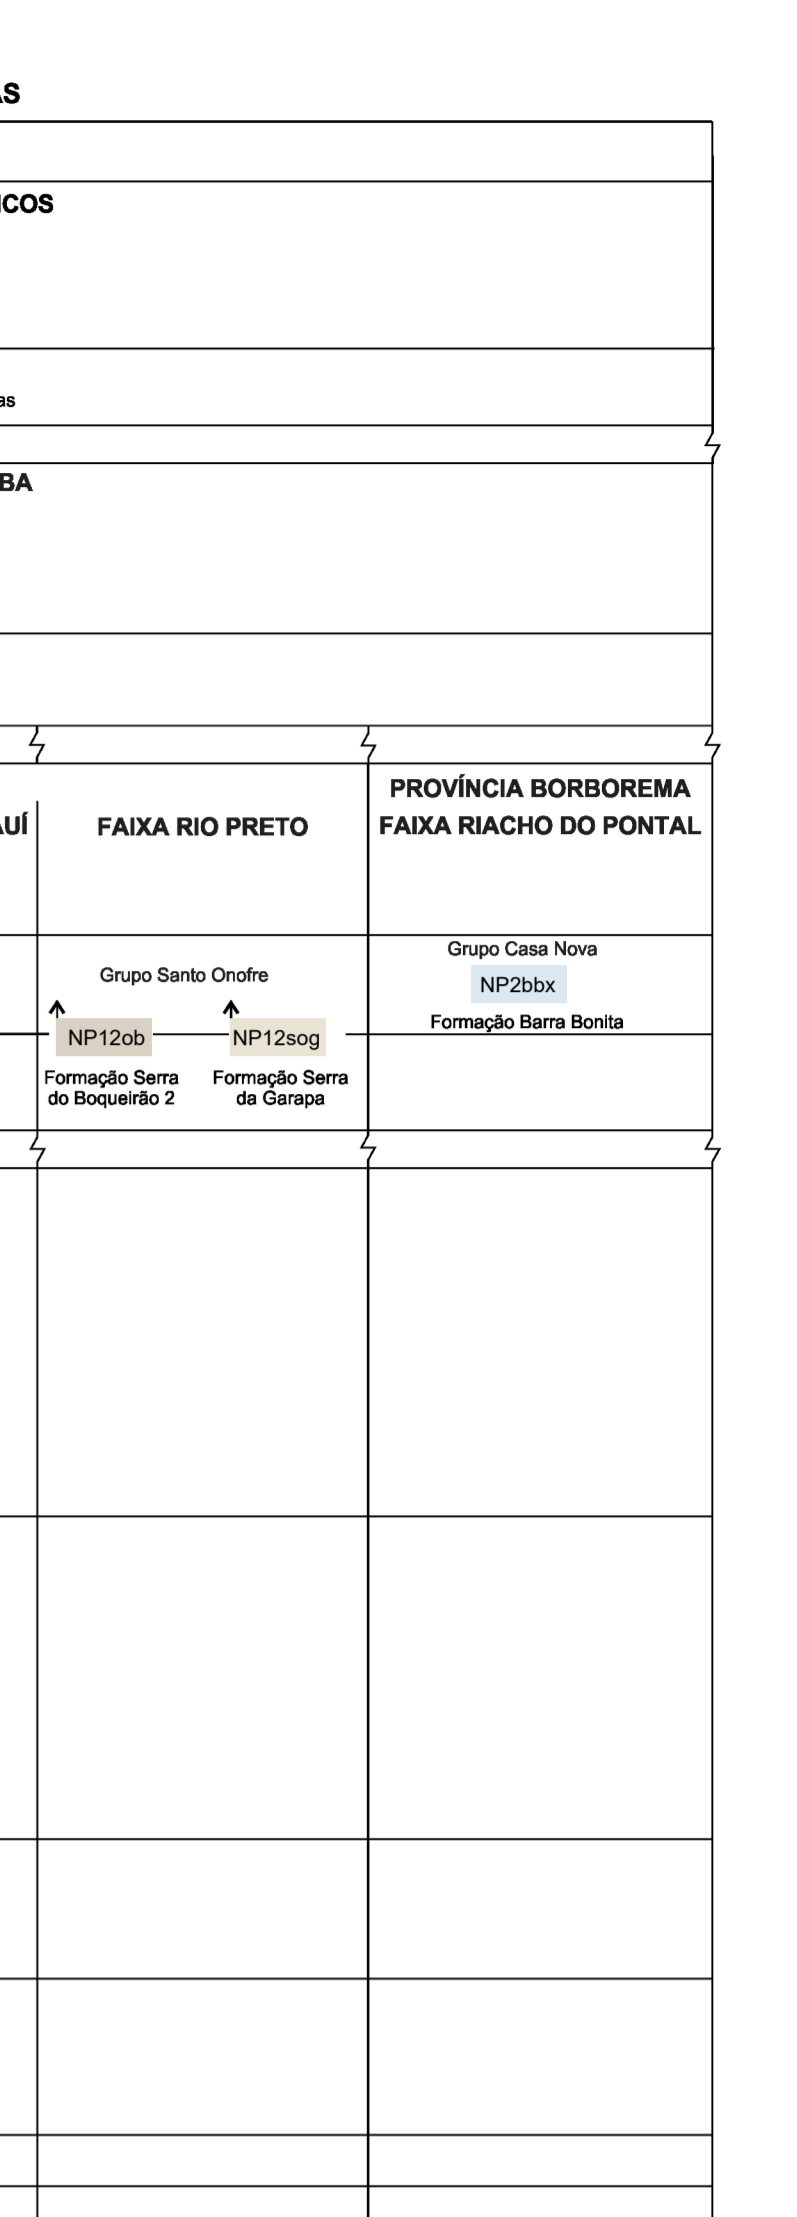 AS
ICOS
as
BA
UÍ
FAIXA RIO PRETO
PROVÍNCIA BORBOREMA
FAIXA RIACHO DO PONTAL
Grupo Santo Onofre
NP12ob
NP12sog
Formação Serra
do Boqueirão 2
Formação Serra
da Garapa
Grupo Casa Nova
NP2bbx
Formação Barra Bonita